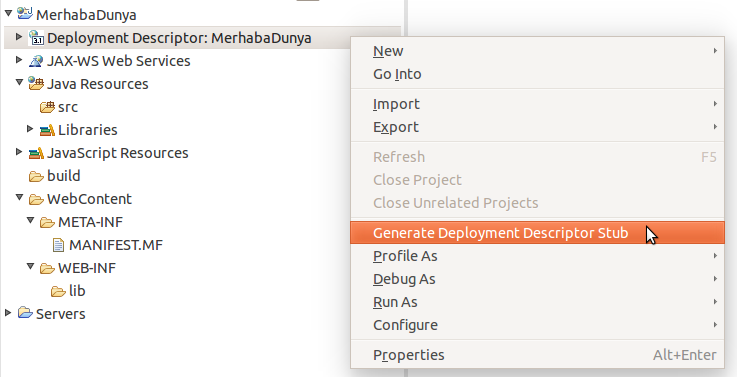 MerhabaDunya
3.1 Deployment Descriptor: MerhabaDunya
JAX-WS Web Services
Java Resources
src
Libraries
JavaScript Resources
build
WebContent
META-INF
MANIFEST.MF
WEB-INF
lib
Servers
New
Go Into
Import
Export
Refresh F5
Close Project
Close Unrelated Projects
Generate Deployment Descriptor Stub
Profile As
Debug As
Run As
Configure
Properties Alt+Enter